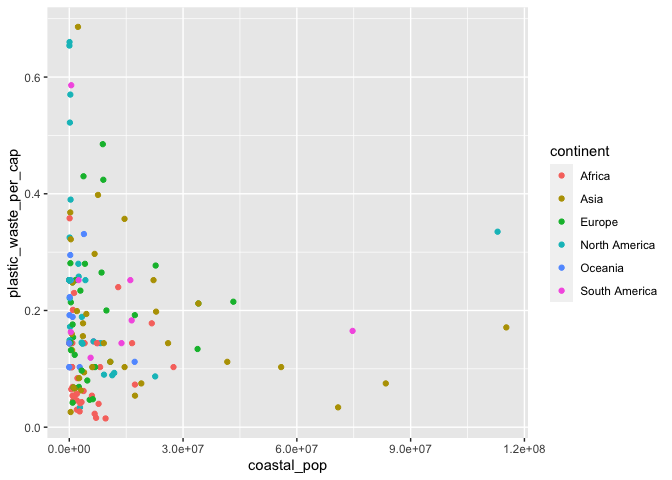 0.6
0.4
0.2
0.0
plastic_waste_per_cap
0.0e+00 3.0e+07 6.0e+07 9.0e+07 1.2e+08
coastal_pop
continent
Africa
Asia
Europe
North America
Oceania
South America